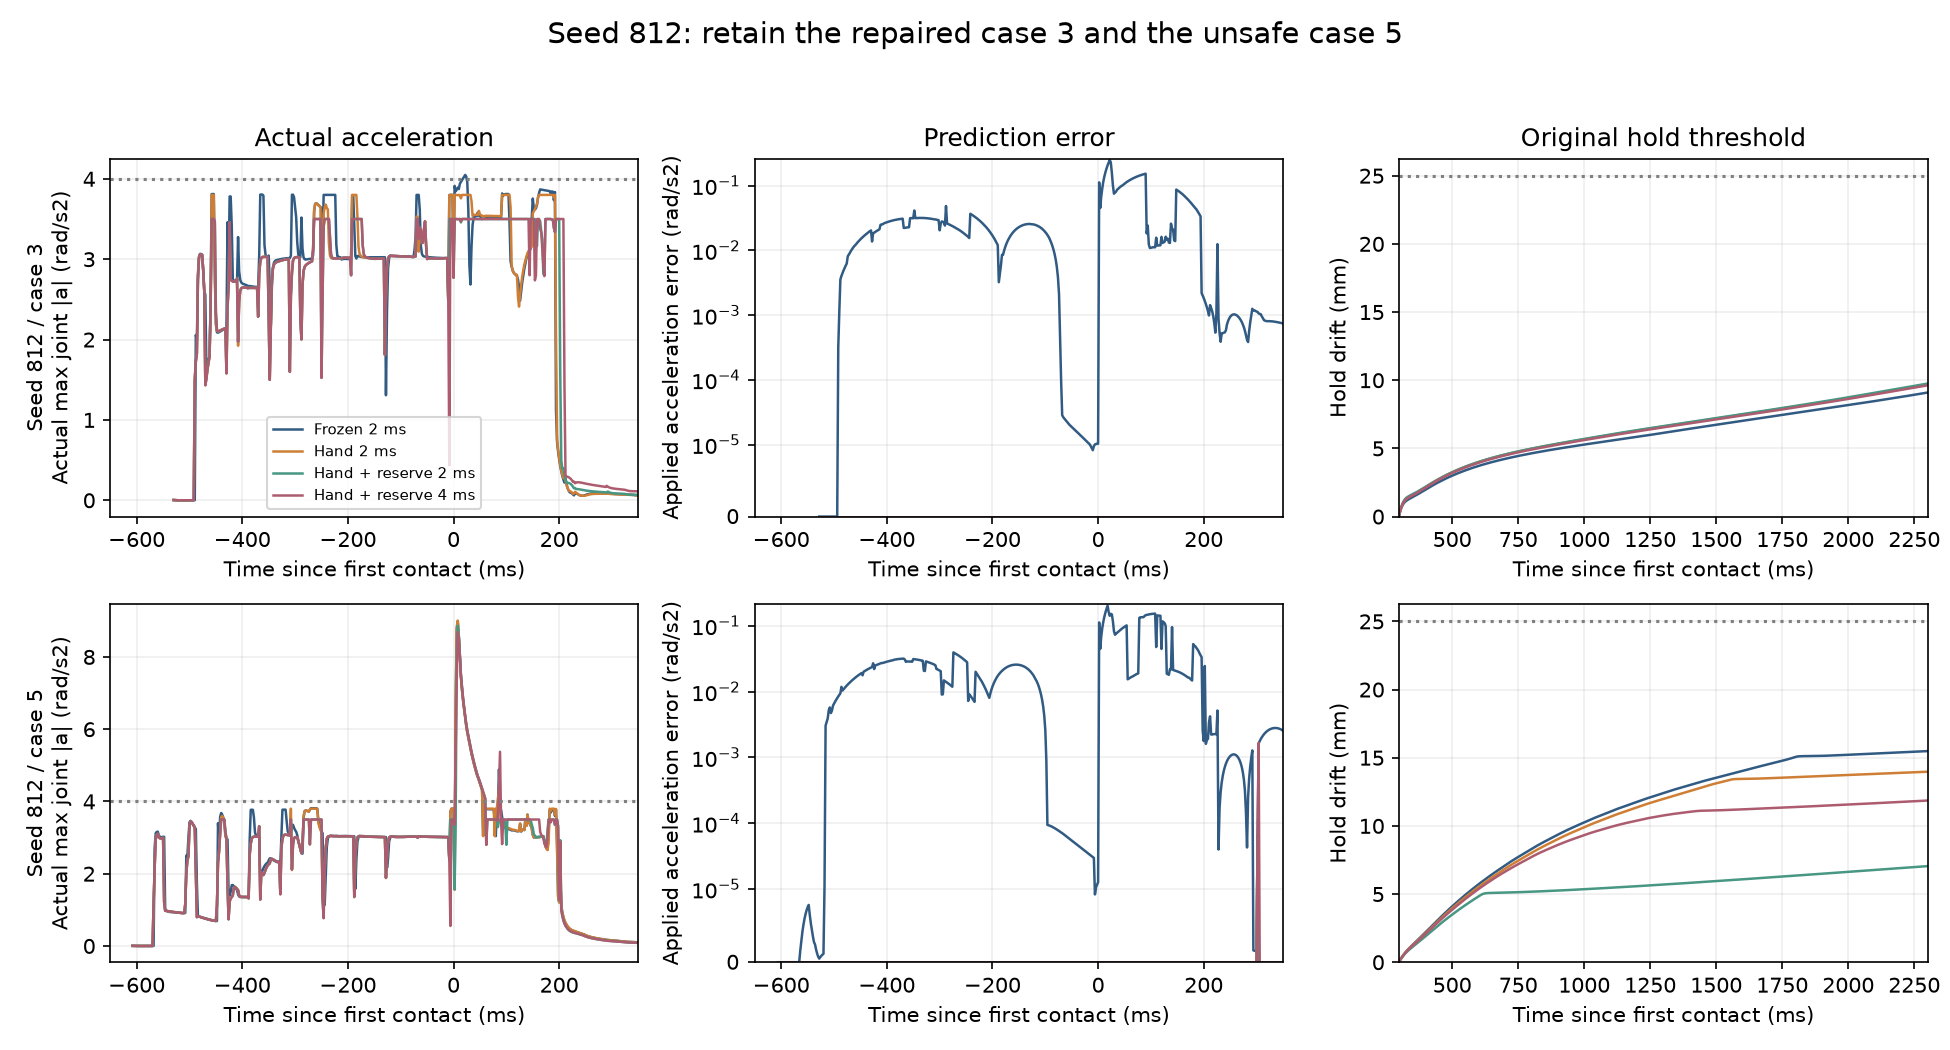 Seed 812: retain the repaired case 3 and the unsafe case 5
Actual acceleration
Seed 812 / case 3
Actual max joint |a| (rad/s2)
4
3
2
1
0
Frozen 2 ms
Hand 2 ms
Hand + reserve 2 ms
Hand + reserve 4 ms
−600 −400 −200 0 200
Time since first contact (ms)
Prediction error
Applied acceleration error (rad/s2)
10⁻¹
10⁻²
10⁻³
10⁻⁴
10⁻⁵
0
−600 −400 −200 0 200
Time since first contact (ms)
Original hold threshold
Hold drift (mm)
25
20
15
10
5
0
500 750 1000 1250 1500 1750 2000 2250
Time since first contact (ms)
Seed 812 / case 5
Actual max joint |a| (rad/s2)
8
6
4
2
0
−600 −400 −200 0 200
Time since first contact (ms)
Applied acceleration error (rad/s2)
10⁻¹
10⁻²
10⁻³
10⁻⁴
10⁻⁵
0
−600 −400 −200 0 200
Time since first contact (ms)
Hold drift (mm)
25
20
15
10
5
0
500 750 1000 1250 1500 1750 2000 2250
Time since first contact (ms)